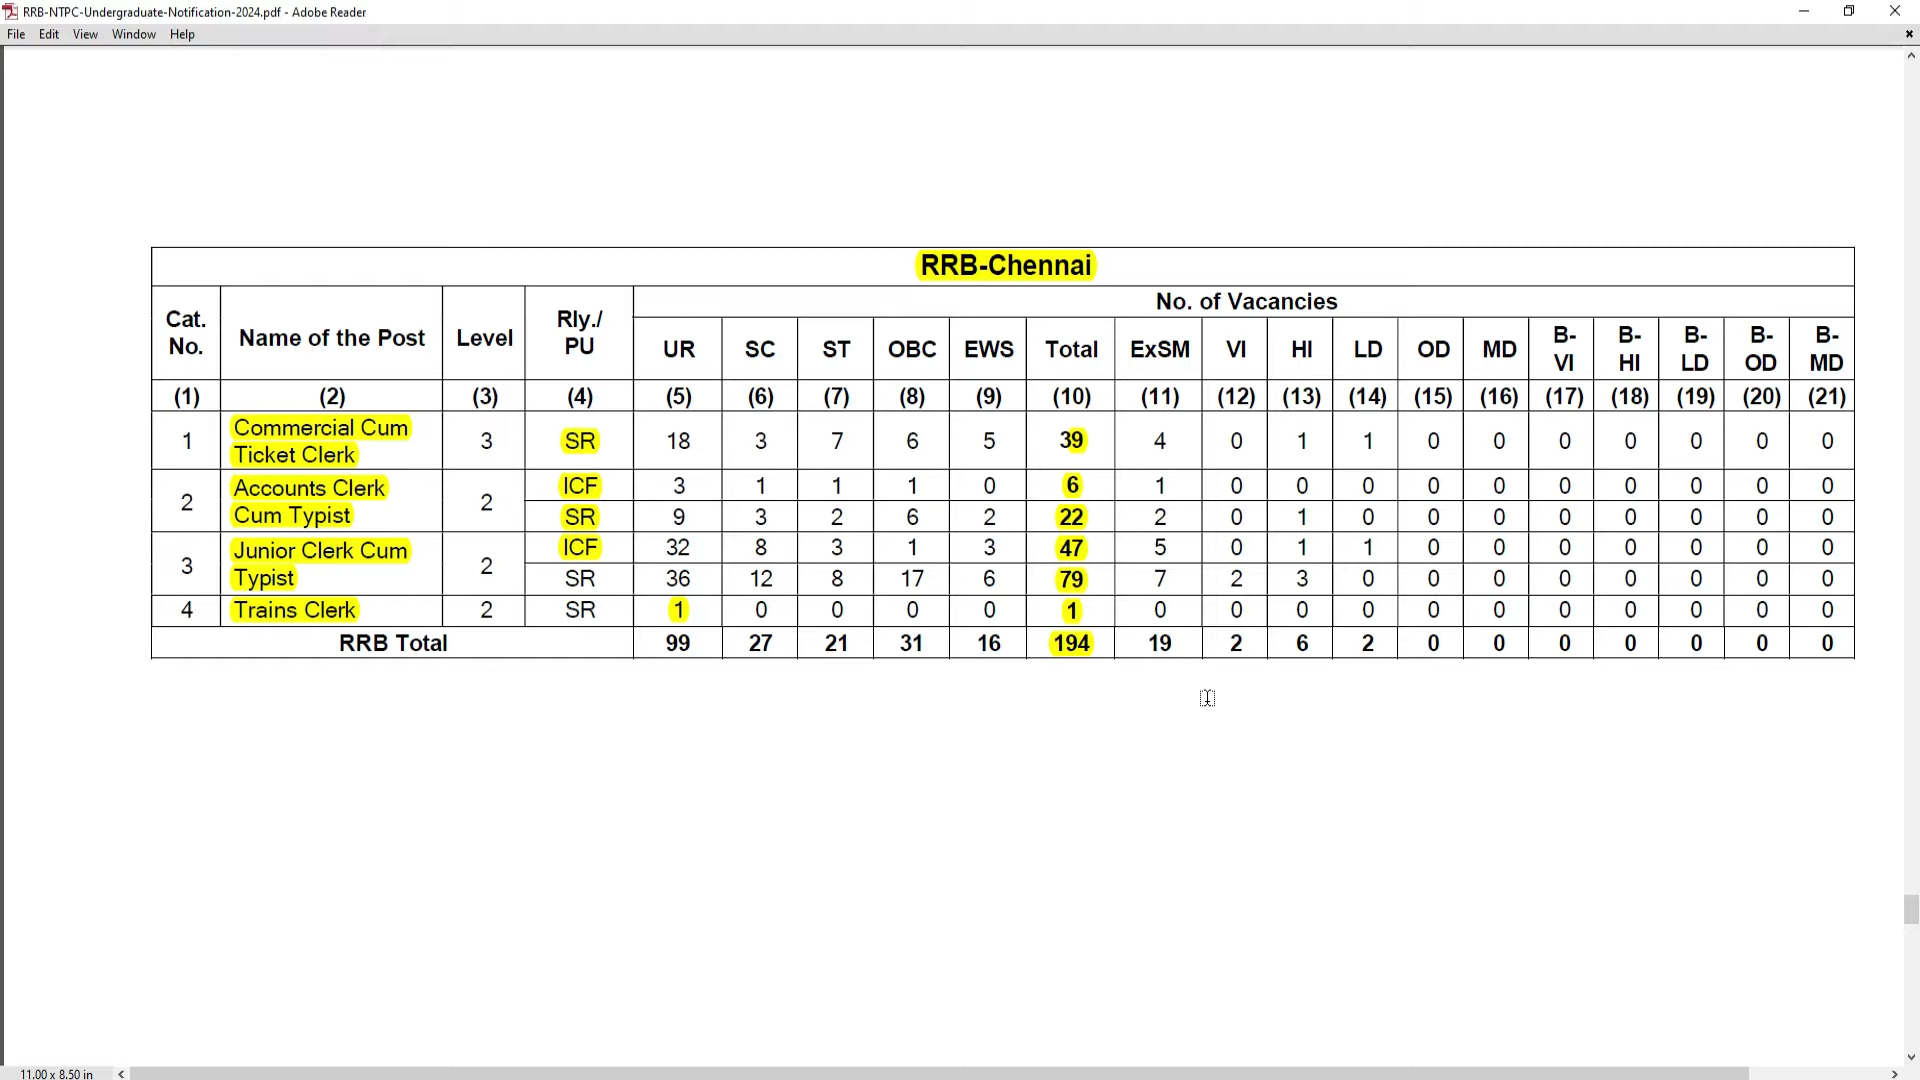 RRB-NTPC-Undergraduate-Notification-2024.pdf - Adobe Reader
File Edit View Window Help
RRB-Chennai
Cat. No. Name of the Post Level Rly./ PU No. of Vacancies
UR SC ST OBC EWS Total ExSM VI HI LD OD MD B-VI B-HI B-LD B-OD B-MD
(1) (2) (3) (4) (5) (6) (7) (8) (9) (10) (11) (12) (13) (14) (15) (16) (17) (18) (19) (20) (21)
1 Commercial Cum Ticket Clerk 3 SR 18 3 7 6 5 39 4 0 1 1 0 0 0 0 0 0 0
2 Accounts Clerk Cum Typist 2 ICF 3 1 1 1 0 6 1 0 0 0 0 0 0 0 0 0 0
SR 9 3 2 6 2 22 2 0 1 0 0 0 0 0 0 0 0
3 Junior Clerk Cum Typist 2 ICF 32 8 3 1 3 47 5 0 1 1 0 0 0 0 0 0 0
SR 36 12 8 17 6 79 7 2 3 0 0 0 0 0 0 0 0
4 Trains Clerk 2 SR 1 0 0 0 0 1 0 0 0 0 0 0 0 0 0 0 0
RRB Total 99 27 21 31 16 194 19 2 6 2 0 0 0 0 0 0 0
11.00 x 8.50 in